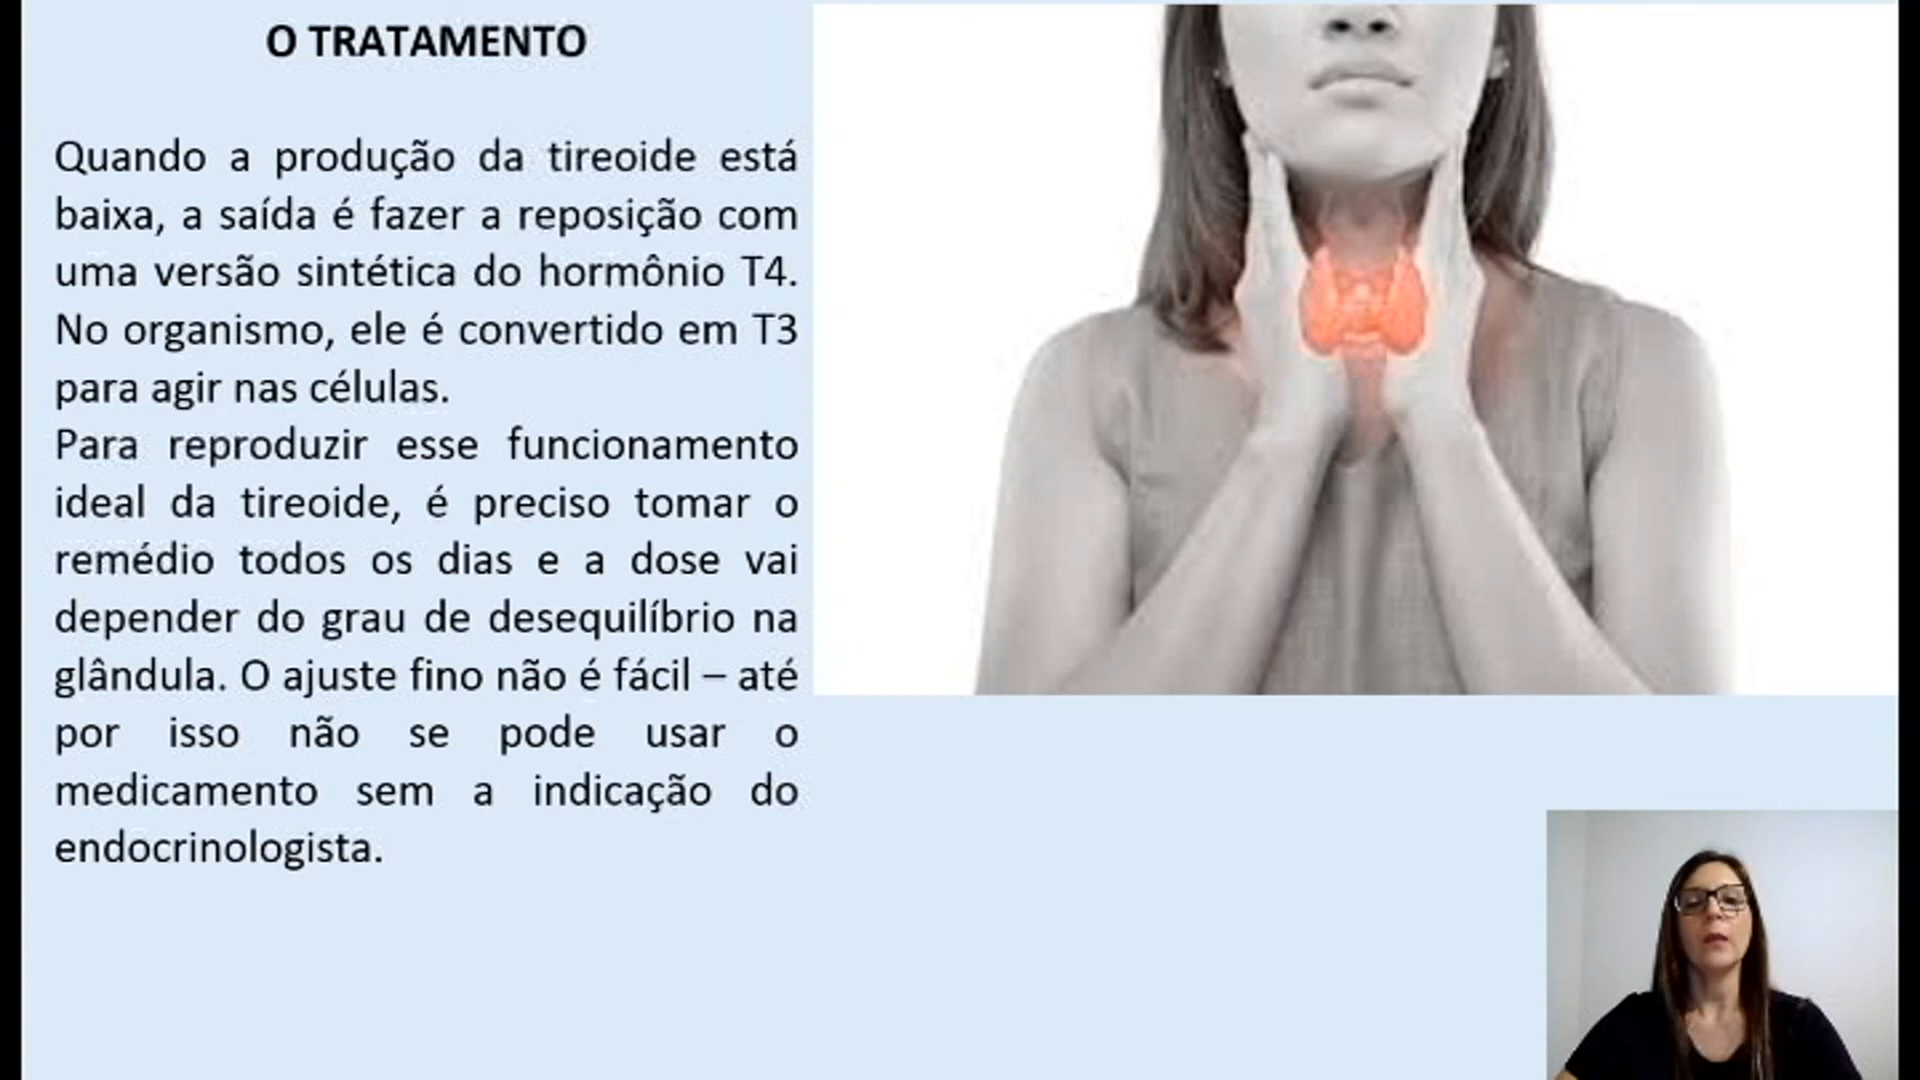 O TRATAMENTO
Quando a produção da tireoide está
baixa, a saída é fazer a reposição com
uma versão sintética do hormônio T4.
No organismo, ele é convertido em T3
para agir nas células.
Para reproduzir esse funcionamento
ideal da tireoide, é preciso tomar o
remédio todos os dias e a dose vai
depender do grau de desequilíbrio na
glândula. O ajuste fino não é fácil – até
por isso não se pode usar o
medicamento sem a indicação do
endocrinologista.